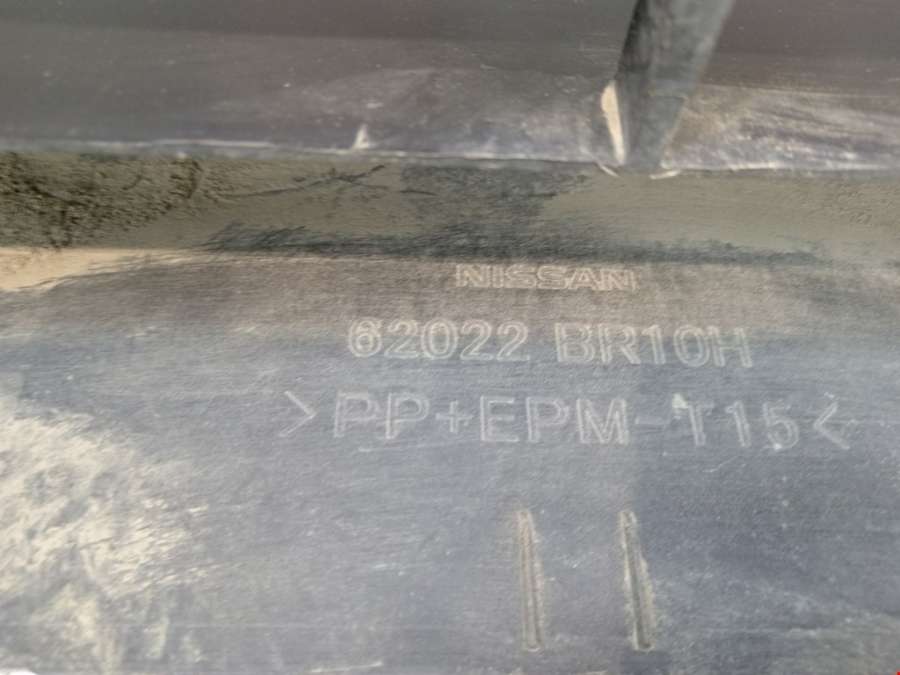 NISSAN
62022 BR10H
>PP+EPM-T15<